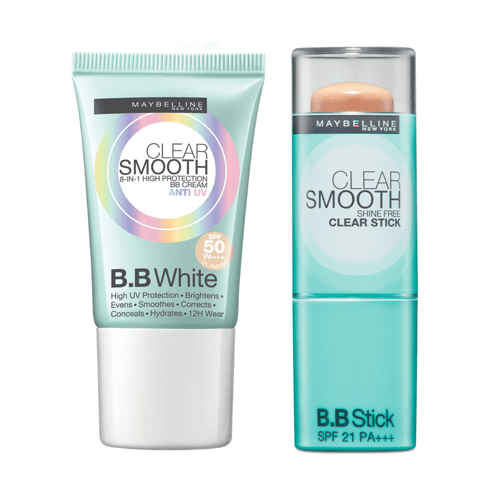 MAYBELLINE
NEW YORK
CLEAR
SMOOTH
8-IN-1 HIGH PROTECTION
BB CREAM
ANTI UV
SPF
50
PA+++
B.B White
High UV Protection • Brightens •
Evens • Smoothes • Corrects •
Conceals • Hydrates • 12H Wear
MAYBELLINE
NEW YORK
CLEAR
SMOOTH
SHINE FREE
CLEAR STICK
B.B Stick
SPF 21 PA+++